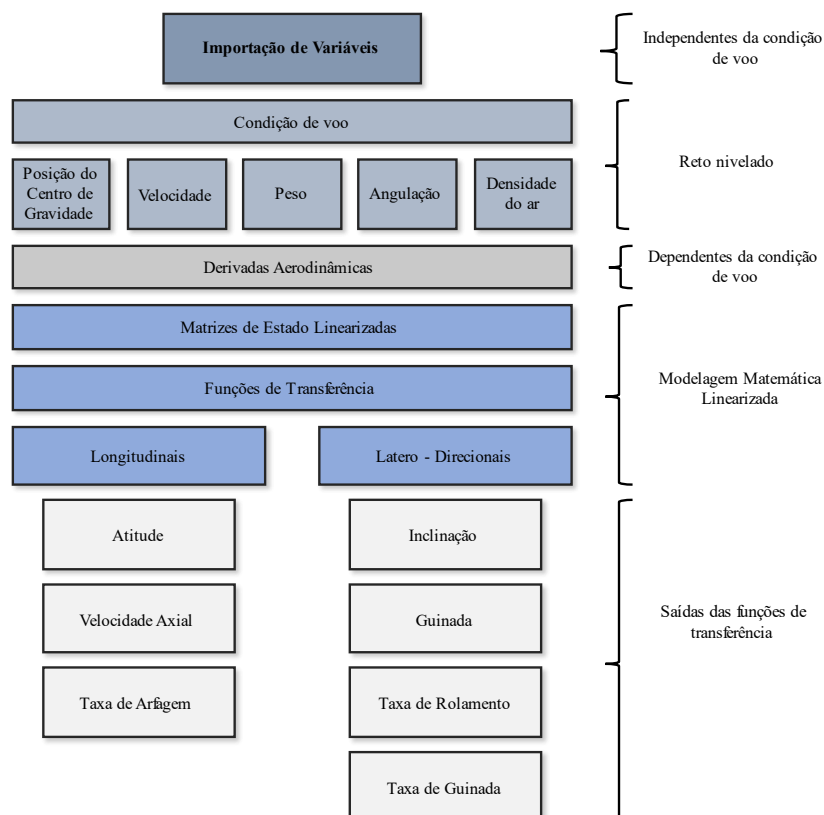 Importação de Variáveis
Independentes da condição
de voo
Condição de voo
Posição do
Centro de
Gravidade
Velocidade
Peso
Angulação
Densidade
do ar
Reto nivelado
Derivadas Aerodinâmicas
Dependentes da condição
de voo
Matrizes de Estado Linearizadas
Funções de Transferência
Longitudinais
Latero - Direcionais
Modelagem Matemática
Linearizada
Atitude
Inclinação
Velocidade Axial
Guinada
Taxa de Arfagem
Taxa de Rolamento
Taxa de Guinada
Saídas das funções de
transferência